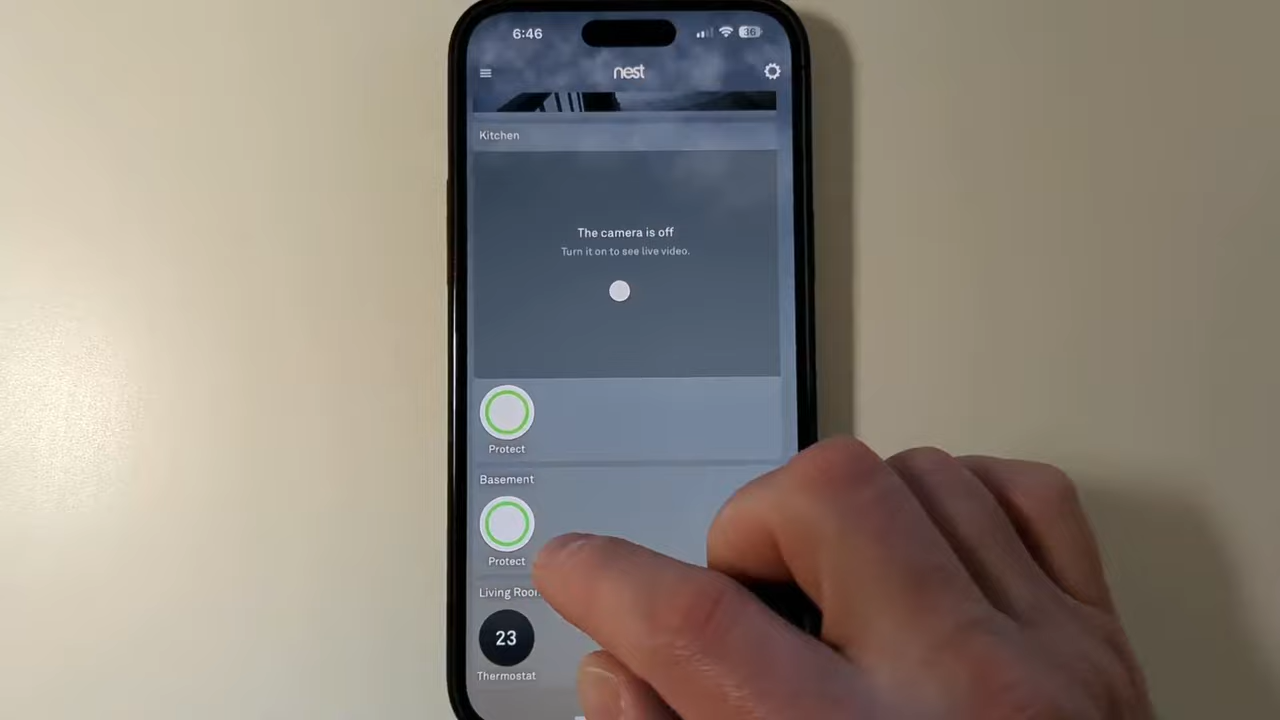 6:46
36
nest
Kitchen
The camera is off
Turn it on to see live video.
Protect
Basement
Protect
Living Room
23
Thermostat